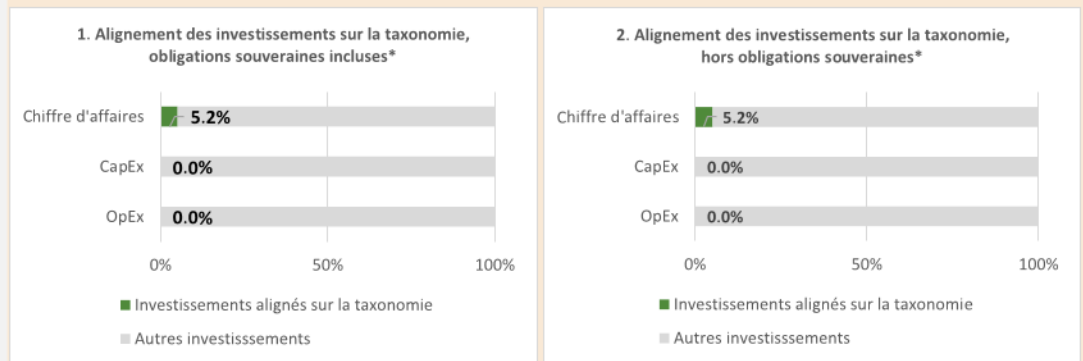 1. Alignement des investissements sur la taxonomie,
obligations souveraines incluses*
Chiffre d'affaires
5.2%
CapEx
0.0%
OpEx
0.0%
0%
50%
100%
Investissements alignés sur la taxonomie
Autres investisssements
2. Alignement des investissements sur la taxonomie,
hors obligations souveraines*
Chiffre d'affaires
5.2%
CapEx
0.0%
OpEx
0.0%
0%
50%
100%
Investissements alignés sur la taxonomie
Autres investisssements